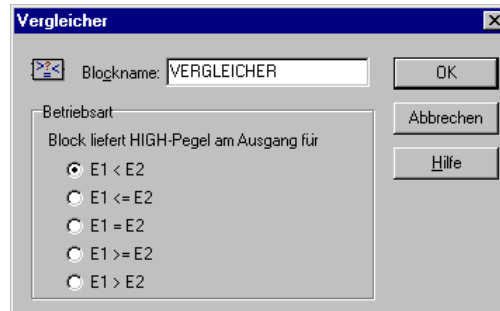 Vergleicher
Blockname: VERGLEICHER
OK
Betriebsart
Abbrechen
Block liefert HIGH-Pegel am Ausgang für
Hilfe
E1 < E2
E1 <= E2
E1 = E2
E1 >= E2
E1 > E2